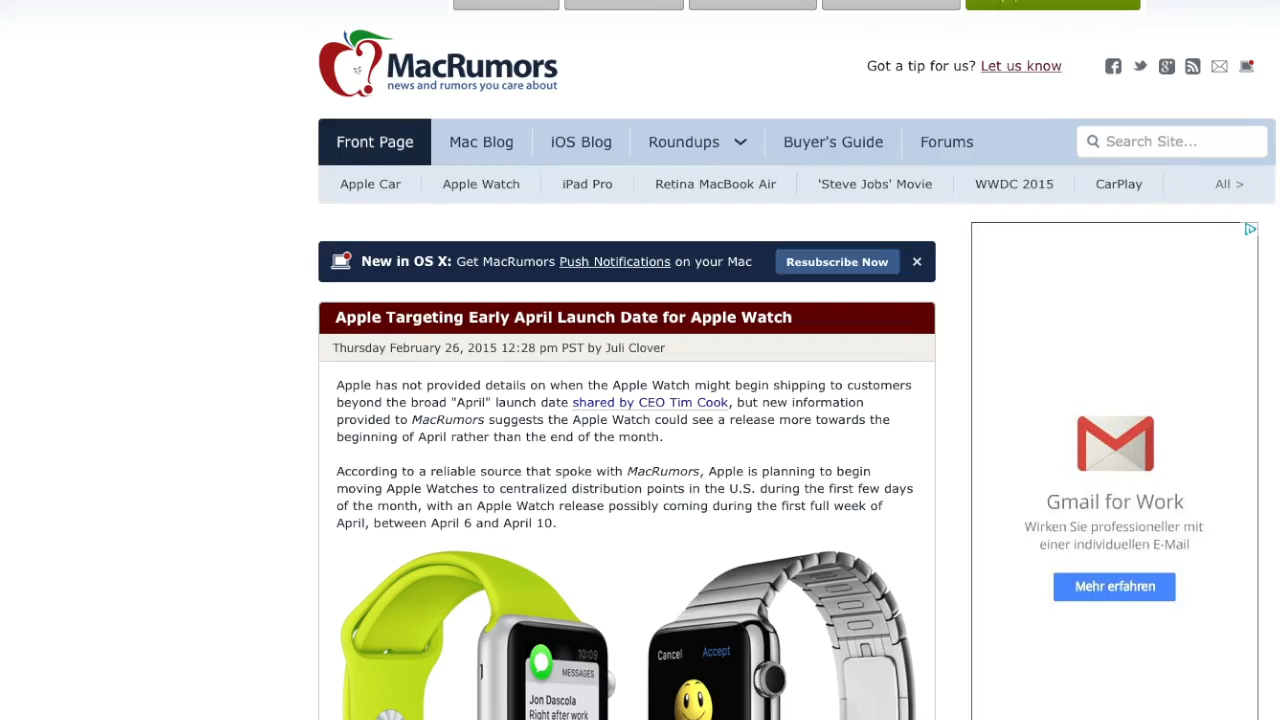 MacRumors
news and rumors you care about
Got a tip for us? Let us know
Front Page Mac Blog iOS Blog Roundups Buyer's Guide Forums Search Site...
Apple Car Apple Watch iPad Pro Retina MacBook Air 'Steve Jobs' Movie WWDC 2015 CarPlay All >
New in OS X: Get MacRumors Push Notifications on your Mac Resubscribe Now ×
Apple Targeting Early April Launch Date for Apple Watch
Thursday February 26, 2015 12:28 pm PST by Juli Clover
Apple has not provided details on when the Apple Watch might begin shipping to customers
beyond the broad "April" launch date shared by CEO Tim Cook, but new information
provided to MacRumors suggests the Apple Watch could see a release more towards the
beginning of April rather than the end of the month.
According to a reliable source that spoke with MacRumors, Apple is planning to begin
moving Apple Watches to centralized distribution points in the U.S. during the first few days
of the month, with an Apple Watch release possibly coming during the first full week of
April, between April 6 and April 10.
10:09
MESSAGES
Jon Dascola
Right after work
Cancel Accept
Gmail for Work
Wirken Sie professioneller mit
einer individuellen E-Mail
Mehr erfahren